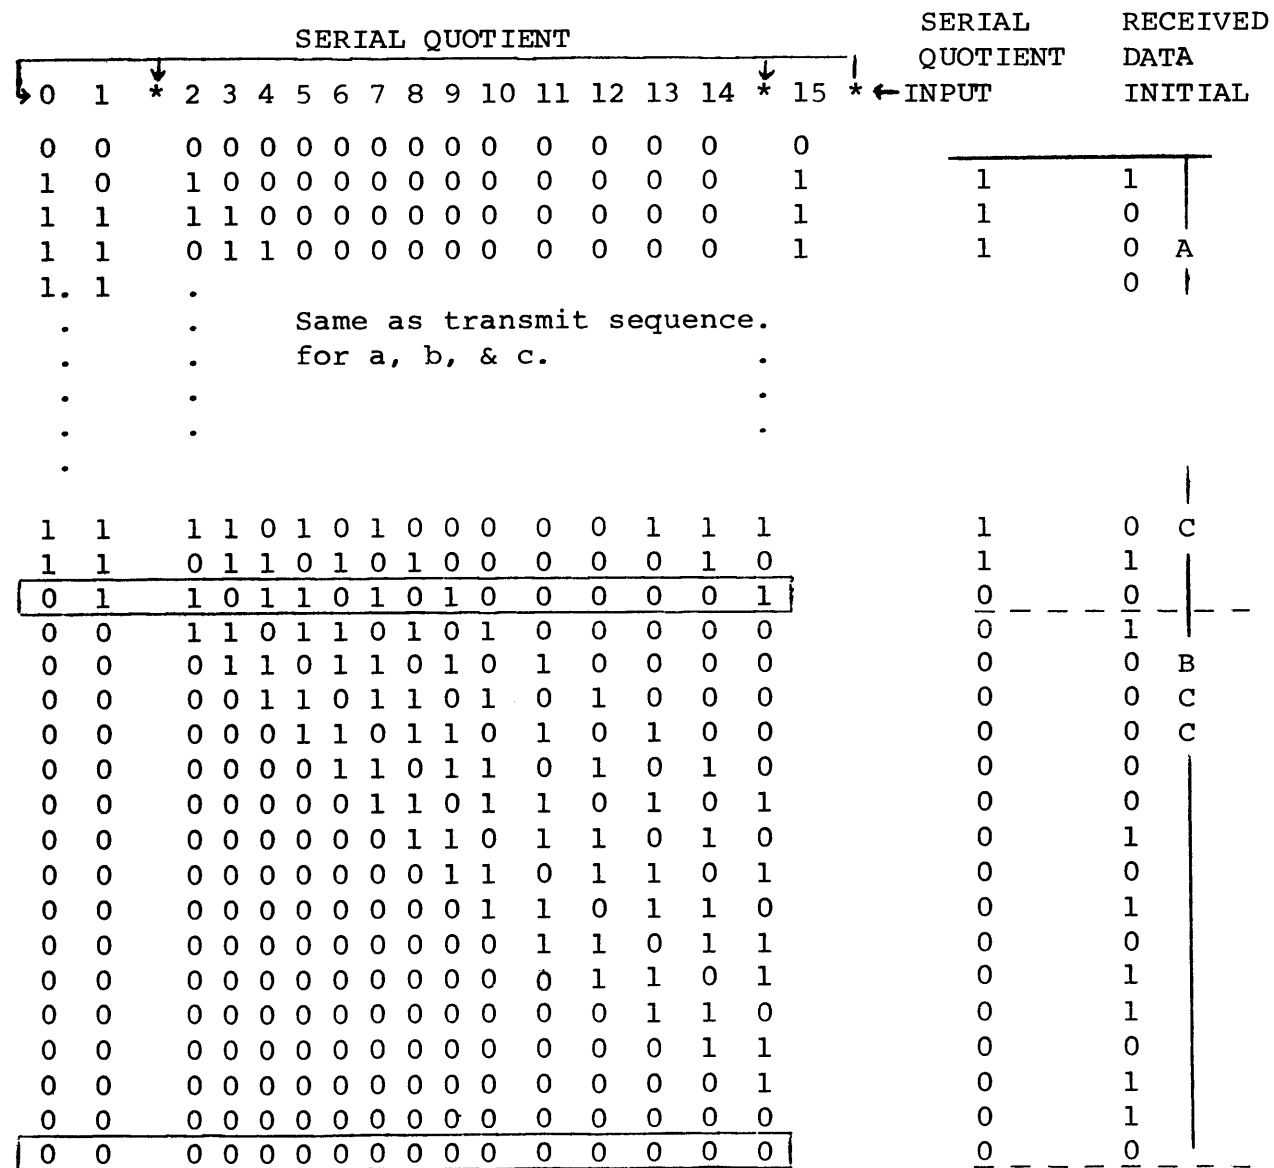 SERIAL RECEIVED
SERIAL QUOTIENT QUOTIENT DATA
0 1 * 2 3 4 5 6 7 8 9 10 11 12 13 14 * 15 * ←INPUT INITIAL
0 0 0 0 0 0 0 0 0 0 0 0 0 0 0 0
1 0 1 0 0 0 0 0 0 0 0 0 0 0 0 1 1 1
1 1 1 1 0 0 0 0 0 0 0 0 0 0 0 1 1 0
1 1 0 1 1 0 0 0 0 0 0 0 0 0 0 1 1 0 A
1. 1 . 0
. . Same as transmit sequence.
. . for a, b, & c. .
. . .
. . .
.
1 1 1 1 0 1 0 1 0 0 0 0 0 1 1 1 1 0 C
1 1 0 1 1 0 1 0 1 0 0 0 0 0 1 0 1 1
0 1 1 0 1 1 0 1 0 1 0 0 0 0 0 1 0 0
0 0 1 1 0 1 1 0 1 0 1 0 0 0 0 0 0 1
0 0 0 1 1 0 1 1 0 1 0 1 0 0 0 0 0 0 B
0 0 0 0 1 1 0 1 1 0 1 0 1 0 0 0 0 0 C
0 0 0 0 0 1 1 0 1 1 0 1 0 1 0 0 0 0 C
0 0 0 0 0 0 1 1 0 1 1 0 1 0 1 0 0 0
0 0 0 0 0 0 0 1 1 0 1 1 0 1 0 1 0 0
0 0 0 0 0 0 0 0 1 1 0 1 1 0 1 0 0 1
0 0 0 0 0 0 0 0 0 1 1 0 1 1 0 1 0 0
0 0 0 0 0 0 0 0 0 0 1 1 0 1 1 0 0 1
0 0 0 0 0 0 0 0 0 0 0 1 1 0 1 1 0 0
0 0 0 0 0 0 0 0 0 0 0 0 1 1 0 1 0 1
0 0 0 0 0 0 0 0 0 0 0 0 0 1 1 0 0 1
0 0 0 0 0 0 0 0 0 0 0 0 0 0 1 1 0 0
0 0 0 0 0 0 0 0 0 0 0 0 0 0 0 1 0 1
0 0 0 0 0 0 0 0 0 0 0 0 0 0 0 0 0 1
0 0 0 0 0 0 0 0 0 0 0 0 0 0 0 0 0 0